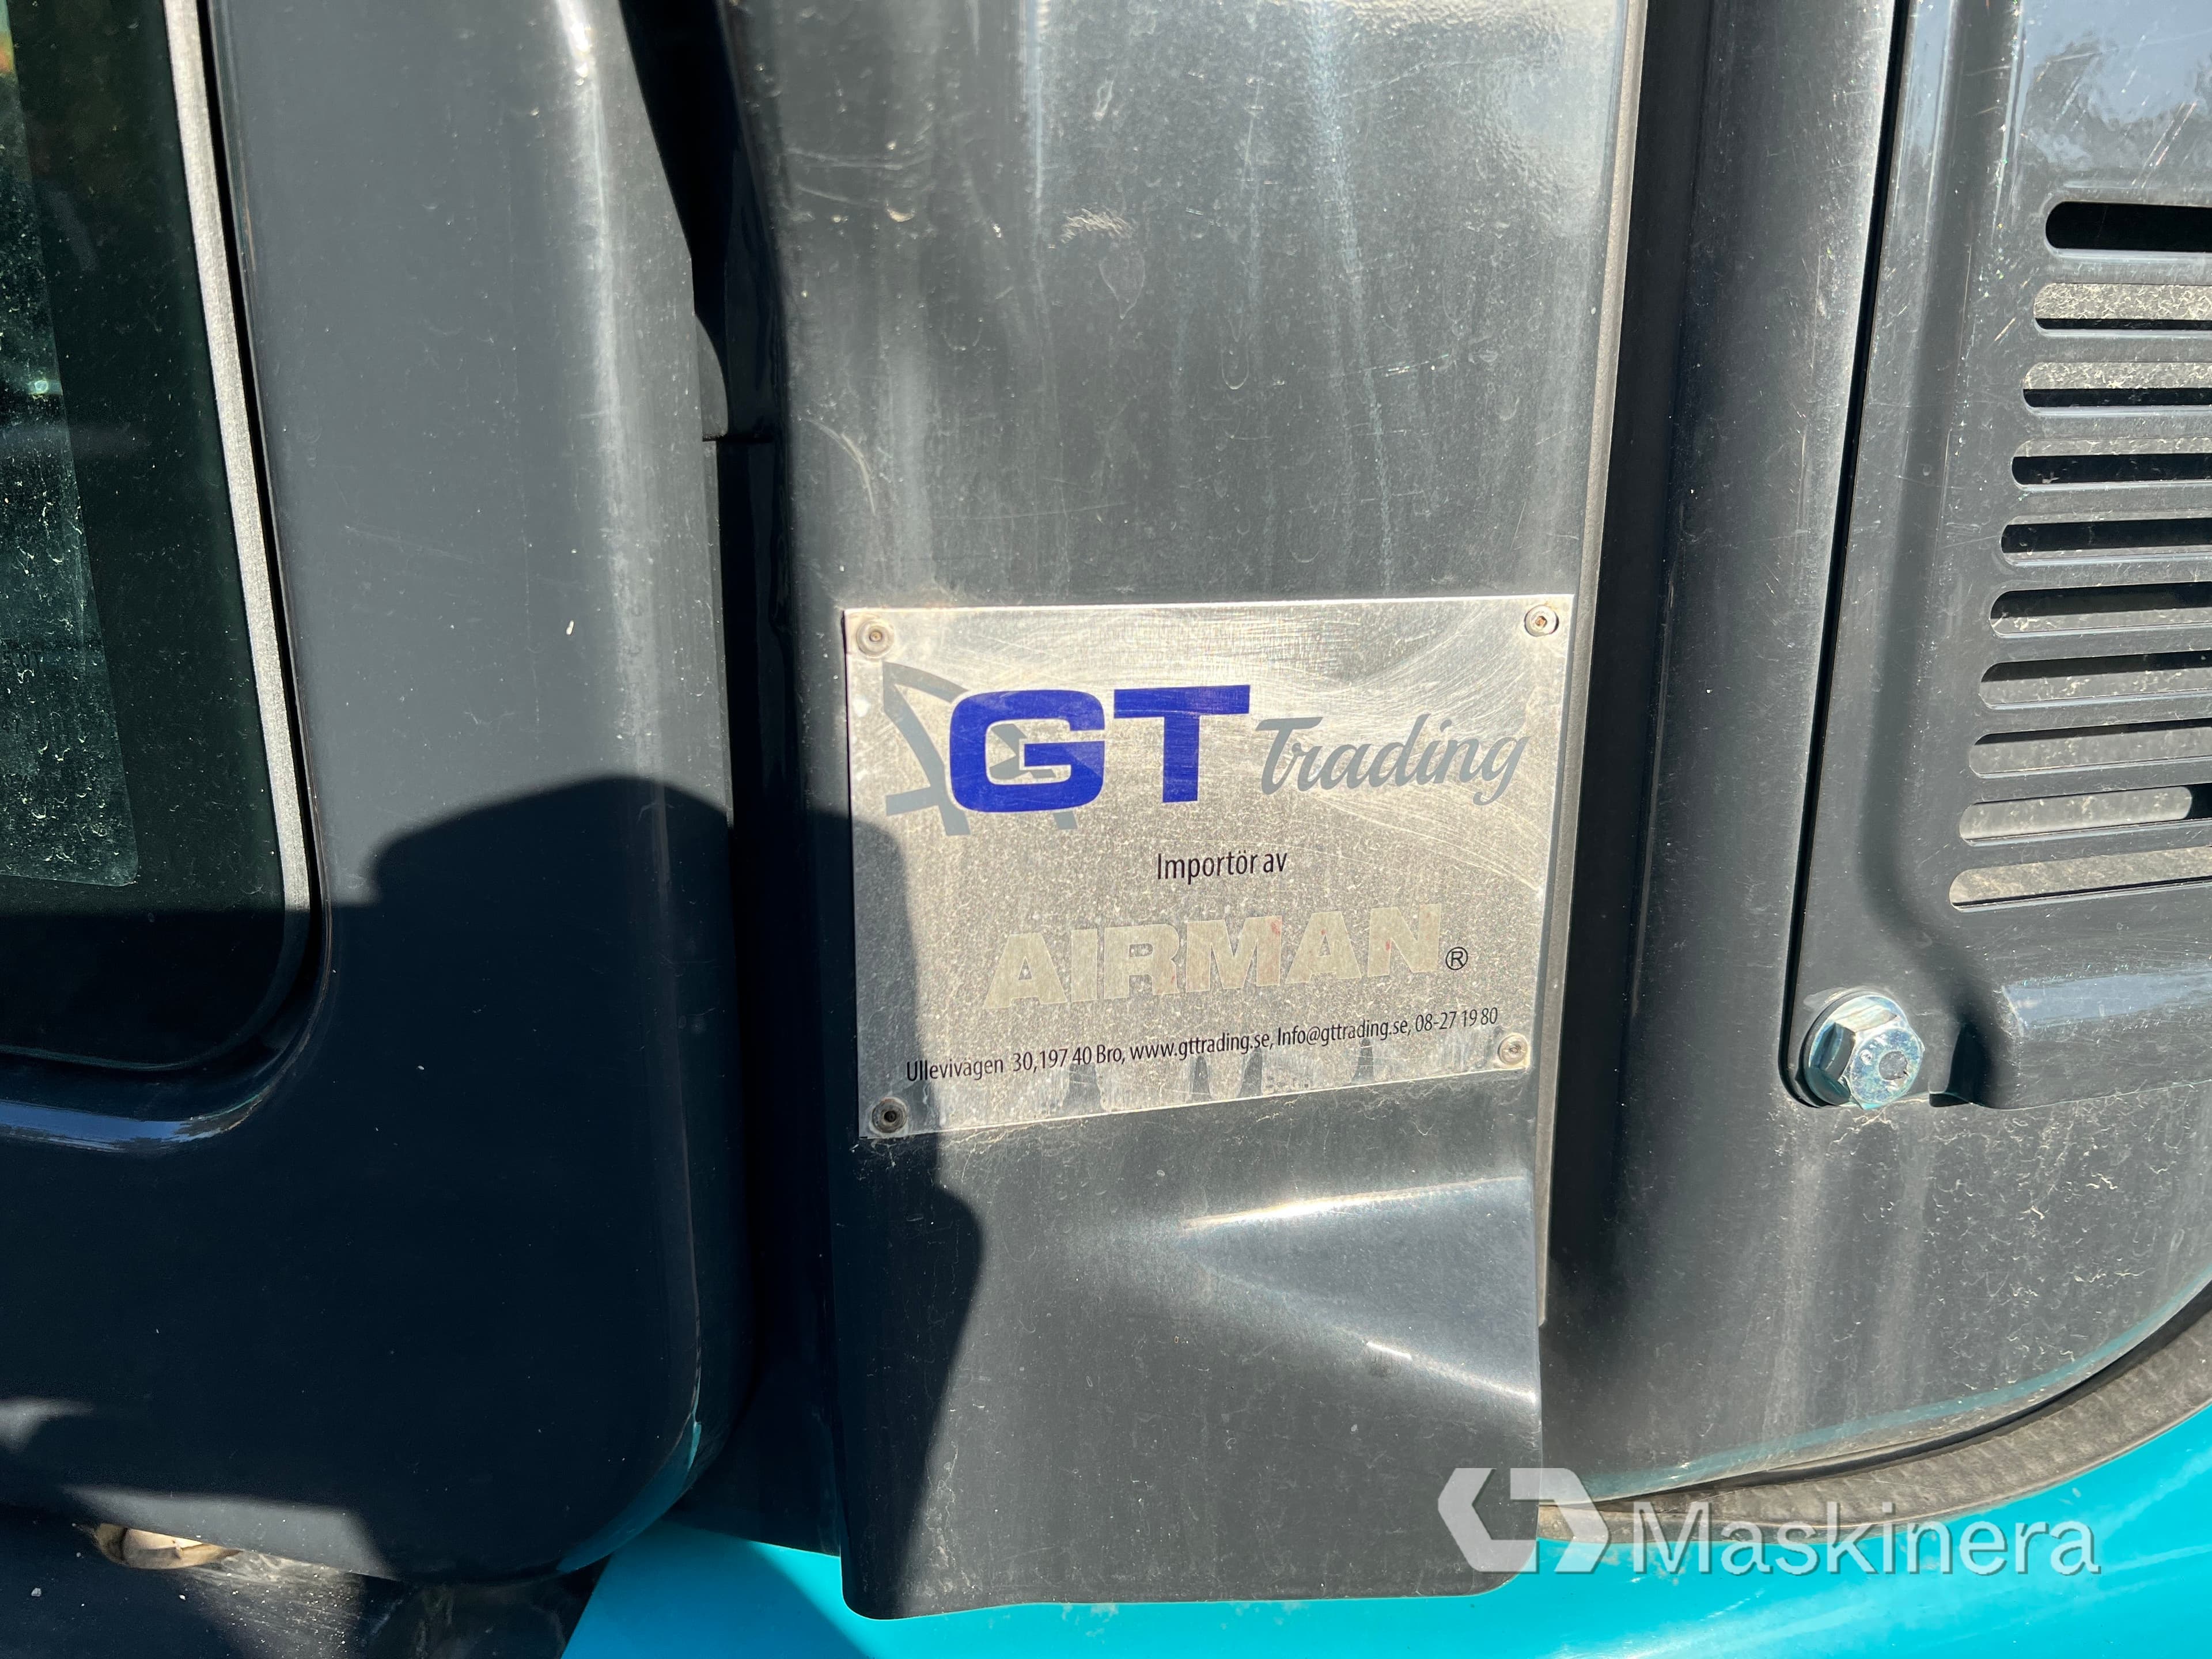 GT Trading
Importör av
AIRMAN®
Ullevivägen 30,197 40 Bro, www.gttrading.se, Info@gttrading.se, 08-27 19 80
Maskinera